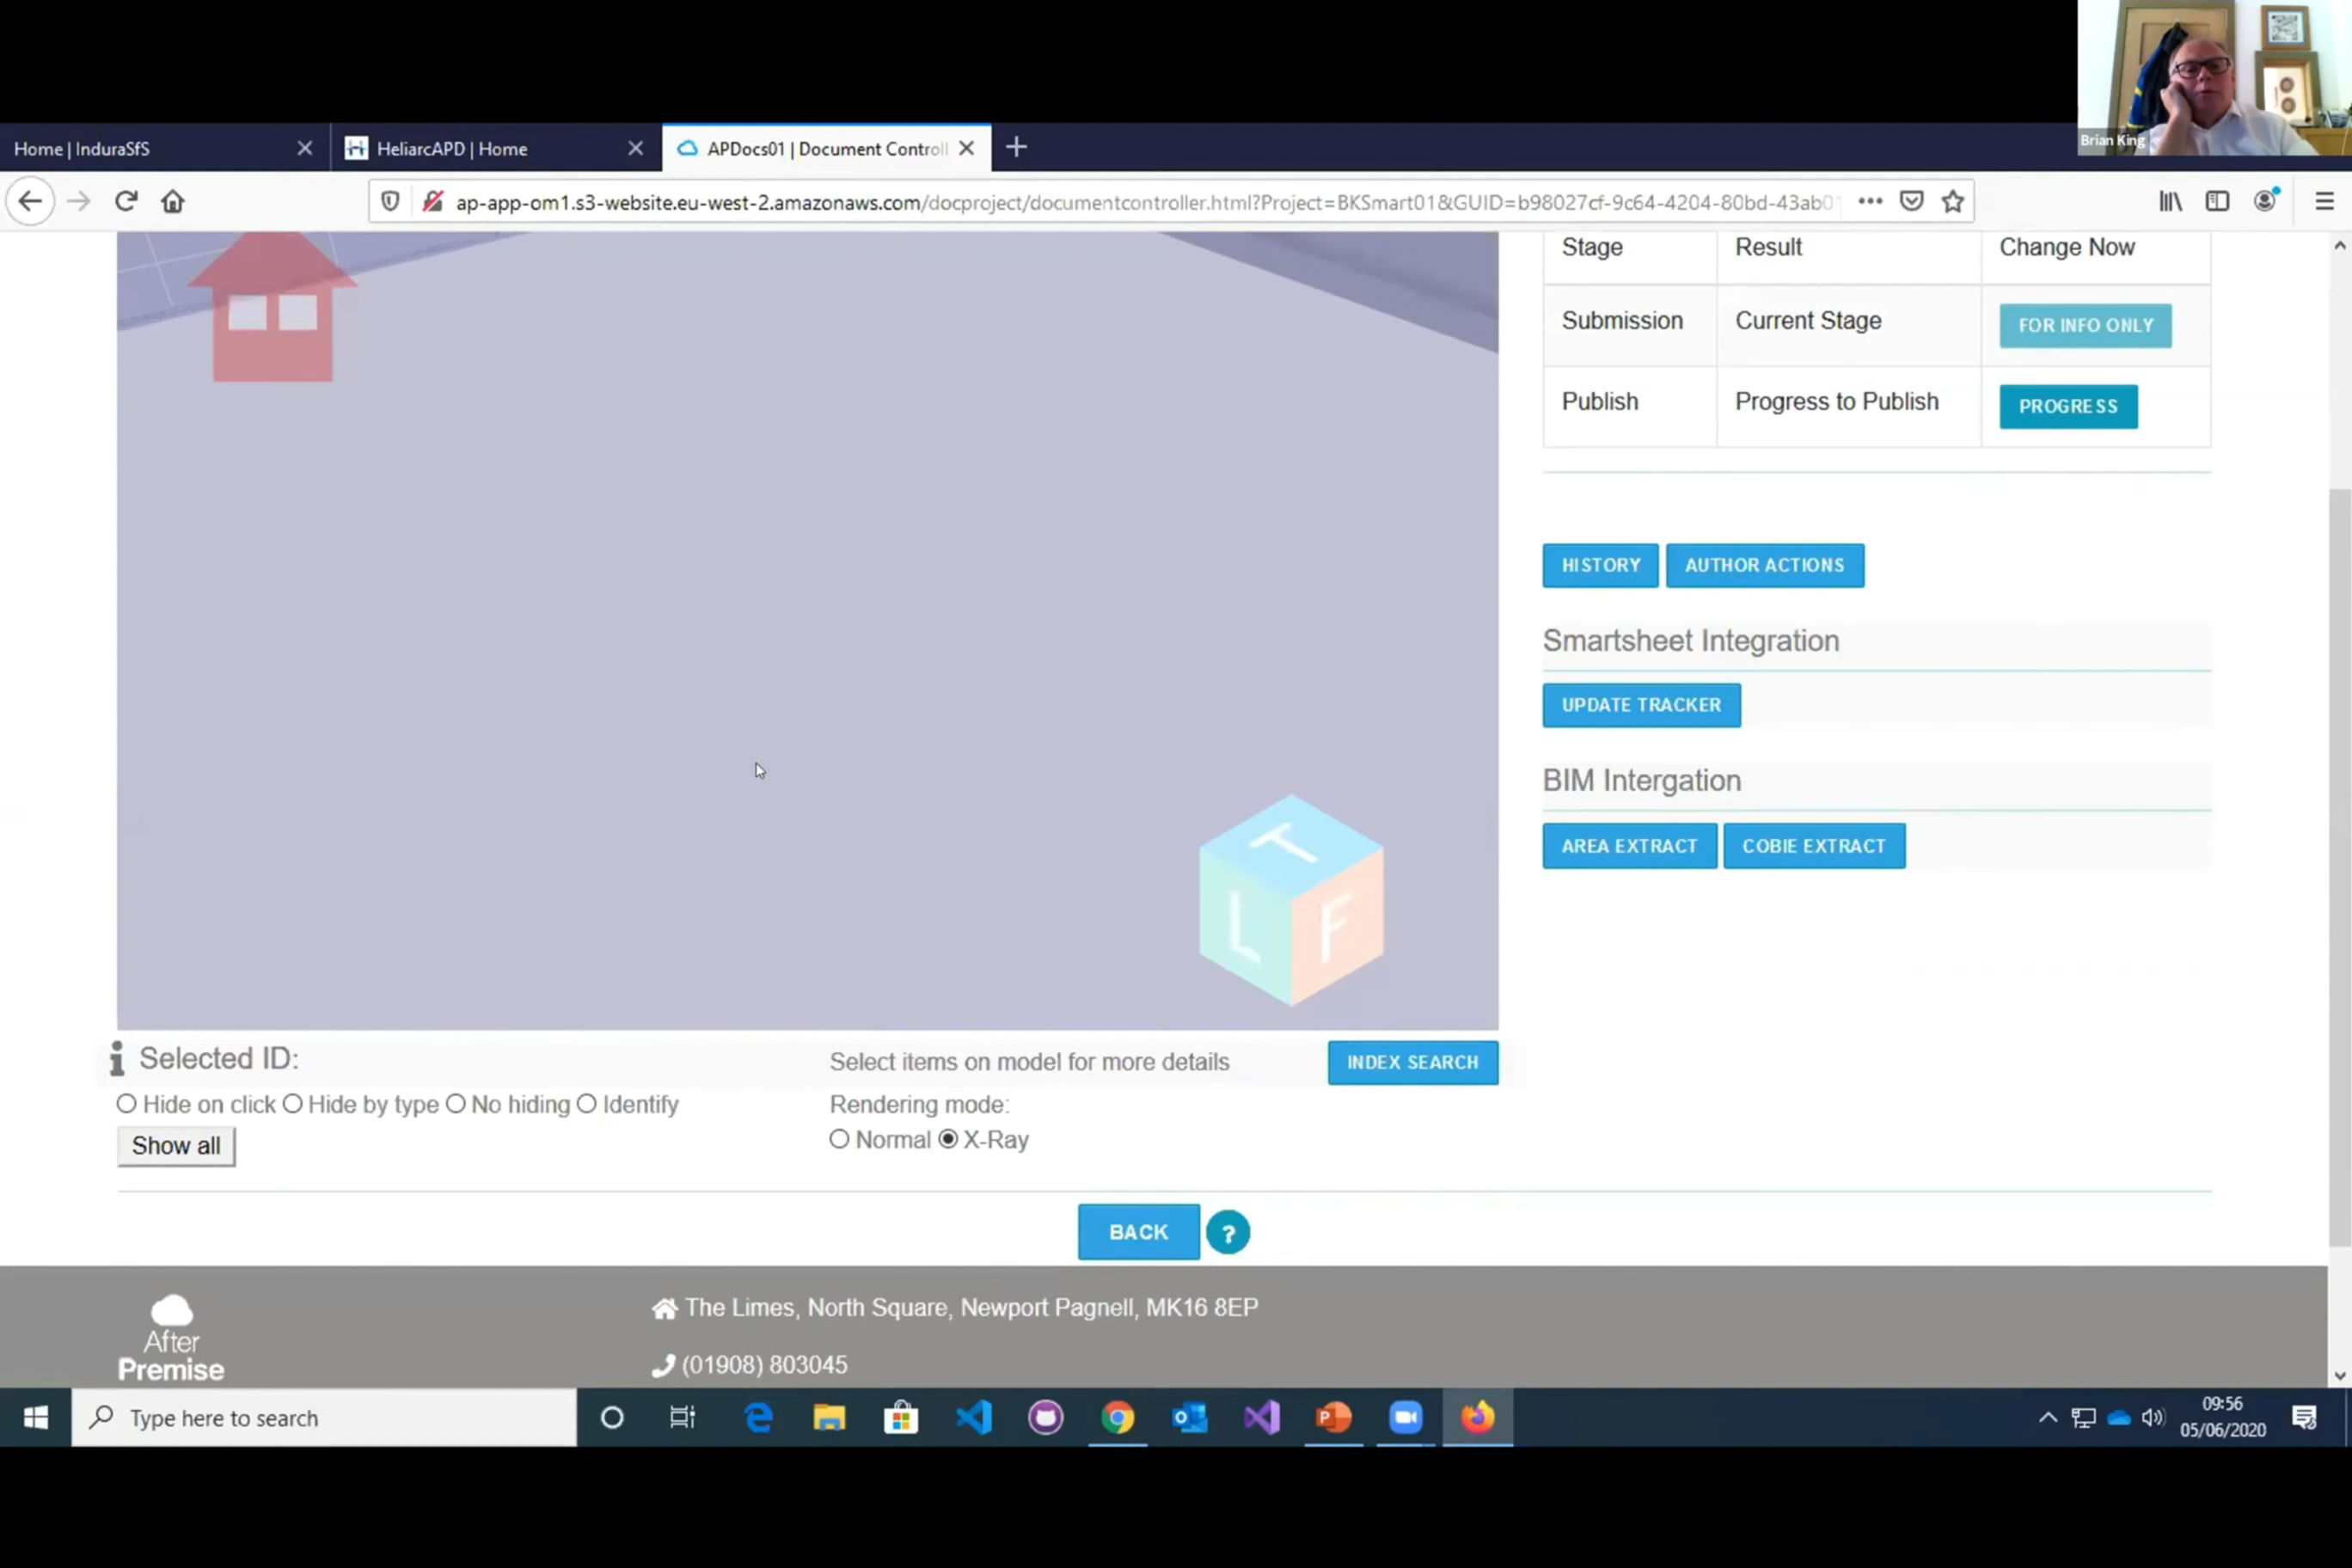 Brian King
Home | InduraSfS
HeliarcAPD | Home
APDocs01 | Document Controll
ap-app-om1.s3-website.eu-west-2.amazonaws.com/docproject/documentcontroller.html?Project=BKSmart01&GUID=b98027cf-9c64-4204-80bd-43ab01
Stage Result Change Now
Submission Current Stage FOR INFO ONLY
Publish Progress to Publish PROGRESS
HISTORY AUTHOR ACTIONS
Smartsheet Integration
UPDATE TRACKER
BIM Intergation
AREA EXTRACT COBIE EXTRACT
T
L F
Selected ID: Select items on model for more details INDEX SEARCH
Hide on click Hide by type No hiding Identify Rendering mode:
Show all Normal X-Ray
BACK ?
After
Premise
The Limes, North Square, Newport Pagnell, MK16 8EP
(01908) 803045
Type here to search
09:56
05/06/2020